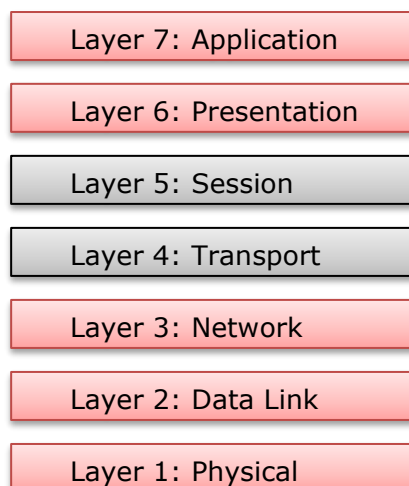 Layer 7: Application
Layer 6: Presentation
Layer 5: Session
Layer 4: Transport
Layer 3: Network
Layer 2: Data Link
Layer 1: Physical